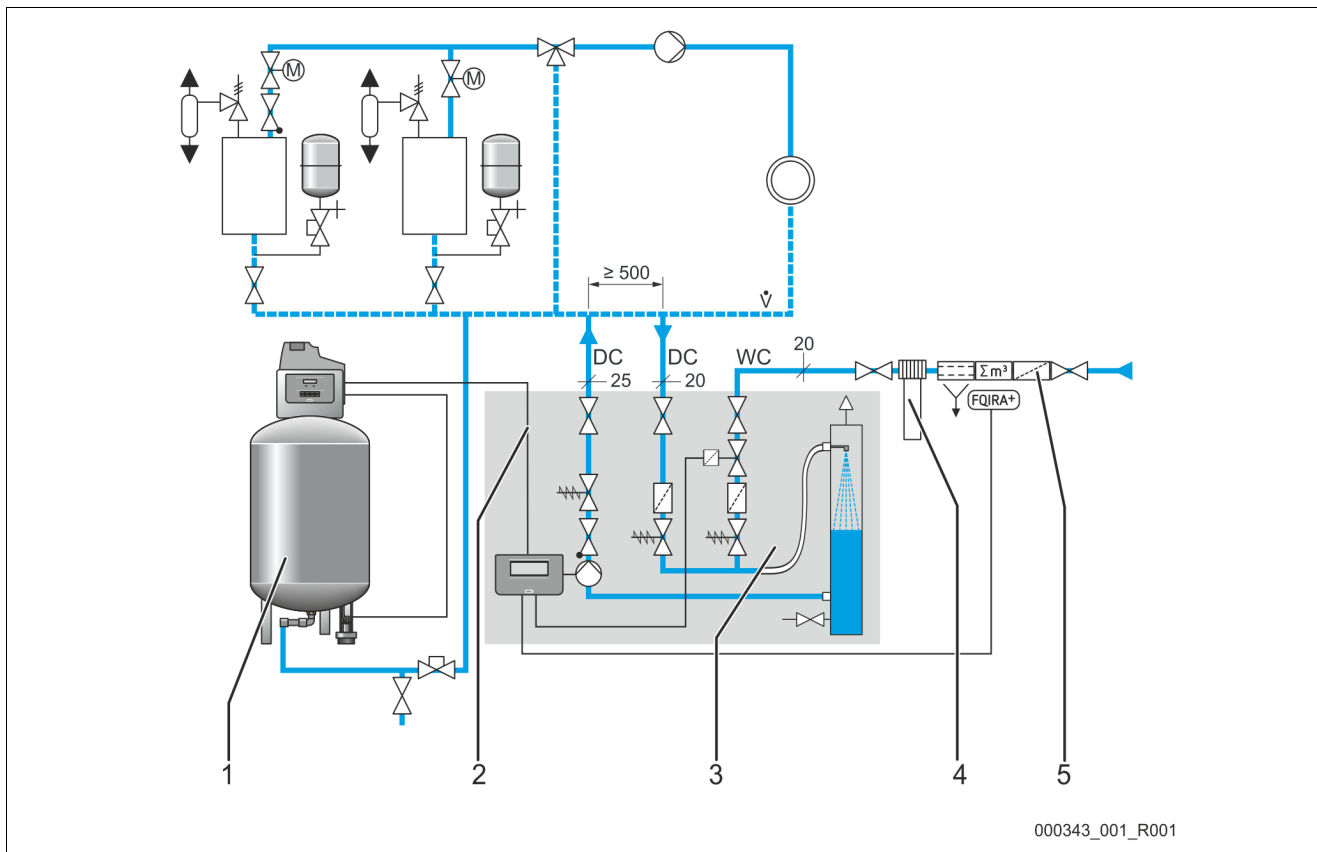 M
M
≥ 500
V̇
DC
25
DC
20
WC
20
Σm³
FQIRA+
1
2
3
4
5
000343_001_R001